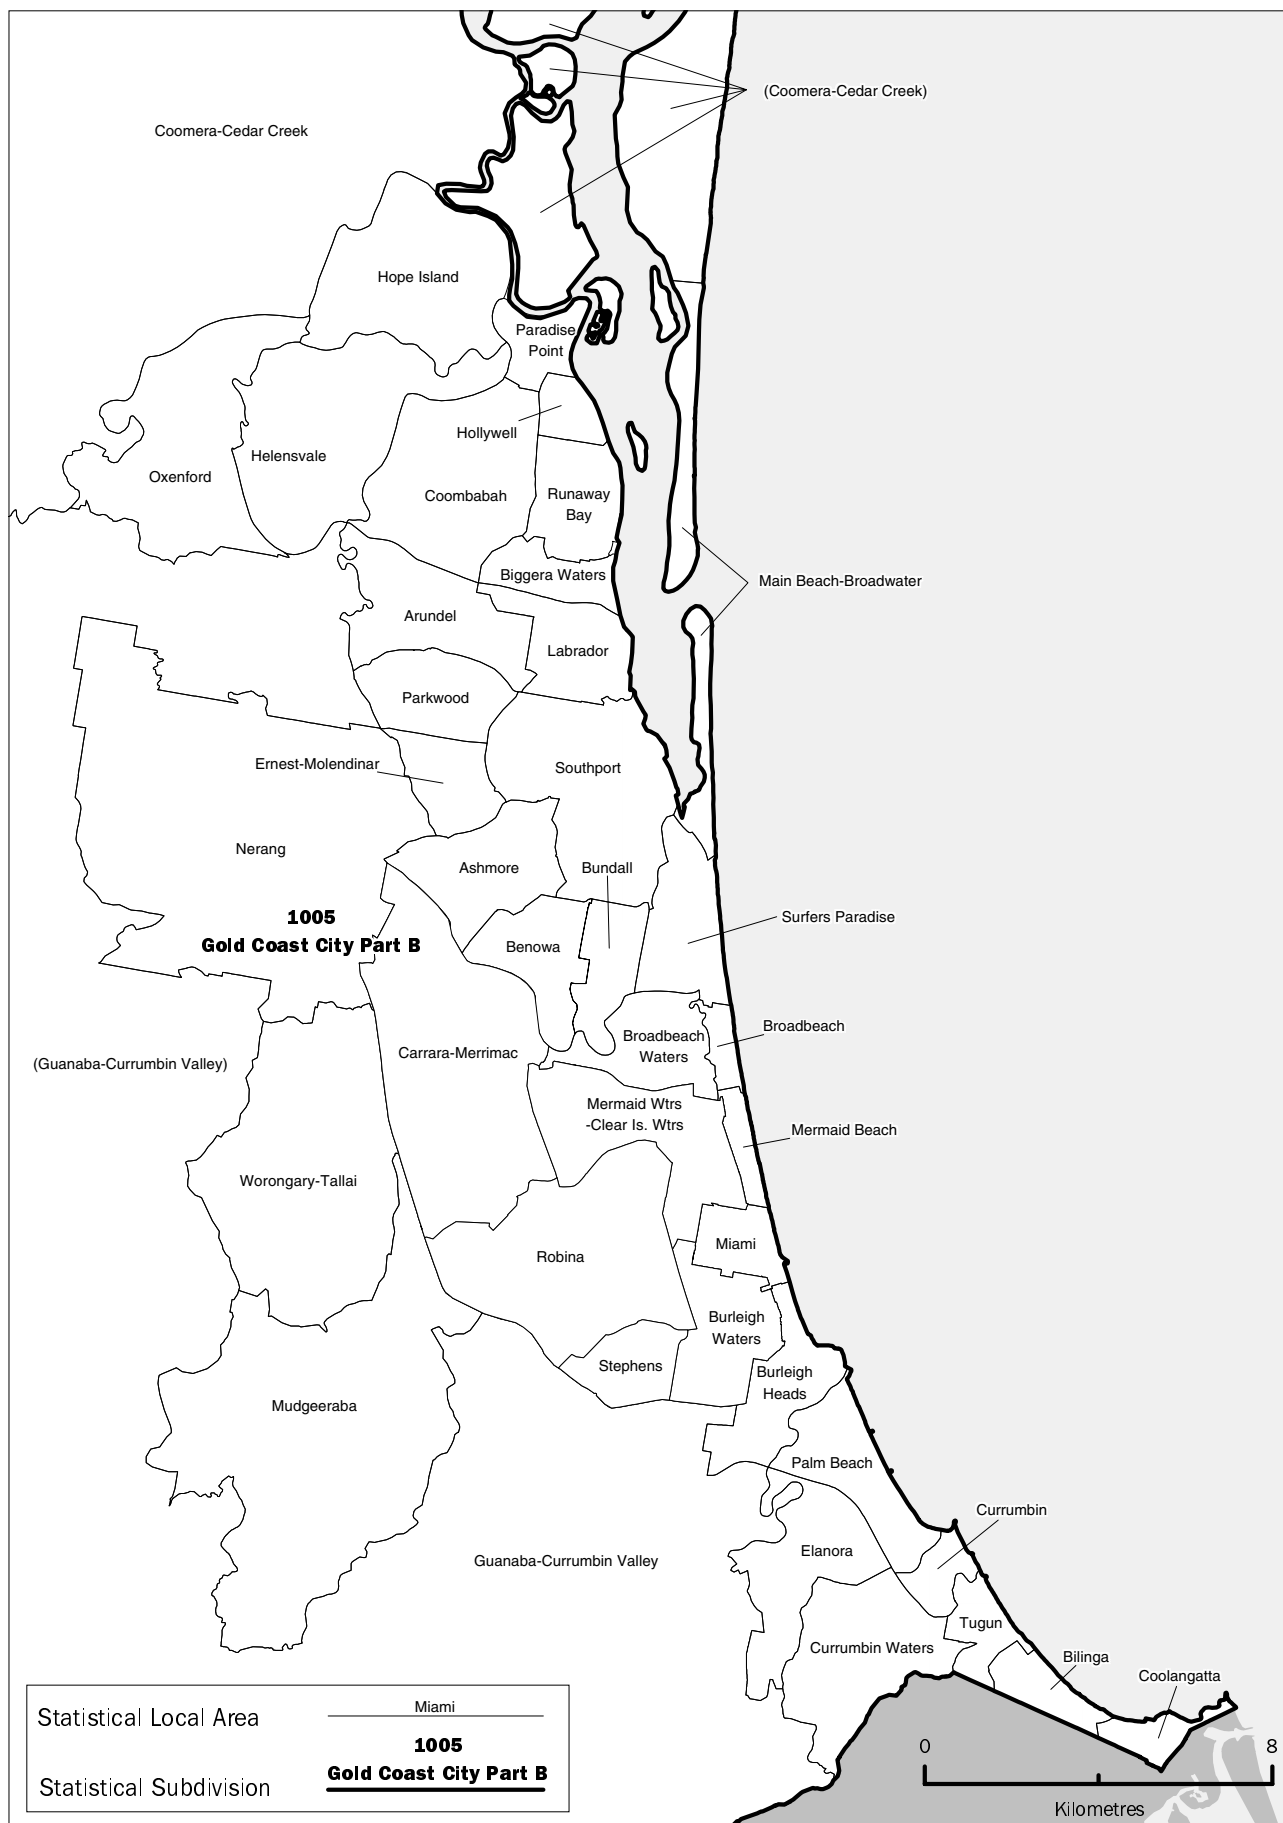 (Coomera-Cedar Creek)
Coomera-Cedar Creek
Hope Island
Paradise
Point
Hollywell
Helensvale
Oxenford
Coombabah
Runaway
Bay
Biggera Waters
Main Beach-Broadwater
Arundel
Labrador
Parkwood
Ernest-Molendinar
Southport
Nerang
Ashmore
Bundall
1005
Gold Coast City Part B
Surfers Paradise
Benowa
Broadbeach
Broadbeach
Waters
Carrara-Merrimac
(Guanaba-Currumbin Valley)
Mermaid Wtrs
-Clear Is. Wtrs
Mermaid Beach
Worongary-Tallai
Miami
Robina
Burleigh
Waters
Stephens
Burleigh
Heads
Mudgeeraba
Palm Beach
Currumbin
Elanora
Guanaba-Currumbin Valley
Tugun
Currumbin Waters
Bilinga
Coolangatta
Statistical Local Area
Miami
1005
Gold Coast City Part B
Statistical Subdivision
0 8
Kilometres